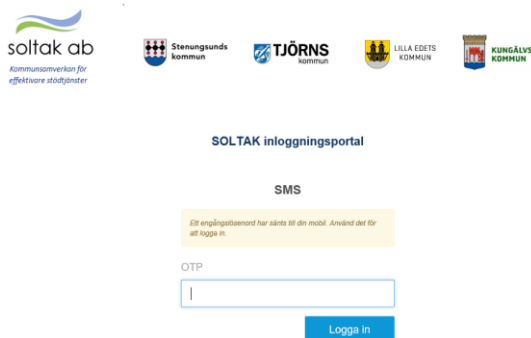 soltak ab
Kommunsamverkan för
effektivare stödtjänster
Stenungsunds
kommun
TJÖRNS
kommun
LILLA EDETS
KOMMUN
KUNGÄLVS
KOMMUN
SOLTAK inloggningsportal
SMS
Ett engångslösenord har sänts till din mobil. Använd det för
att logga in.
OTP
Logga in